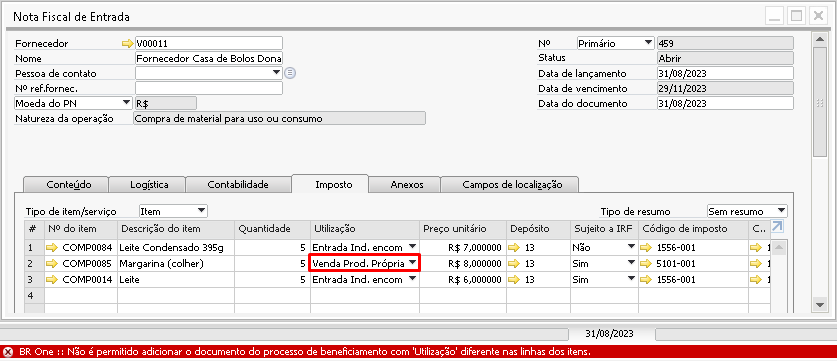 Nota Fiscal de Entrada
Fornecedor V00011 Nº Primário 459
Nome Fornecedor Casa de Bolos Dona Status Abrir
Pessoa de contato Data de lançamento 31/08/2023
Nº ref.fornec. Data de vencimento 29/11/2023
Moeda do PN R$ Data do documento 31/08/2023
Natureza da operação Compra de material para uso ou consumo
Conteúdo Logística Contabilidade Imposto Anexos Campos de localização
Tipo de item/serviço Item Tipo de resumo Sem resumo
# Nº do item Descrição do item Quantidade Utilização Preço unitário Depósito Sujeito a IRF Código de imposto C..
1 COMP0084 Leite Condensado 395g 5 Entrada Ind. encom R$ 7,000000 13 Não 1556-001 1
2 COMP0085 Margarina (colher) 5 Venda Prod. Própria R$ 8,000000 13 Sim 5101-001 1
3 COMP0014 Leite 5 Entrada Ind. encom R$ 6,000000 13 Sim 1556-001 1
4
31/08/2023
BR One :: Não é permitido adicionar o documento do processo de beneficiamento com 'Utilização' diferente nas linhas dos itens.